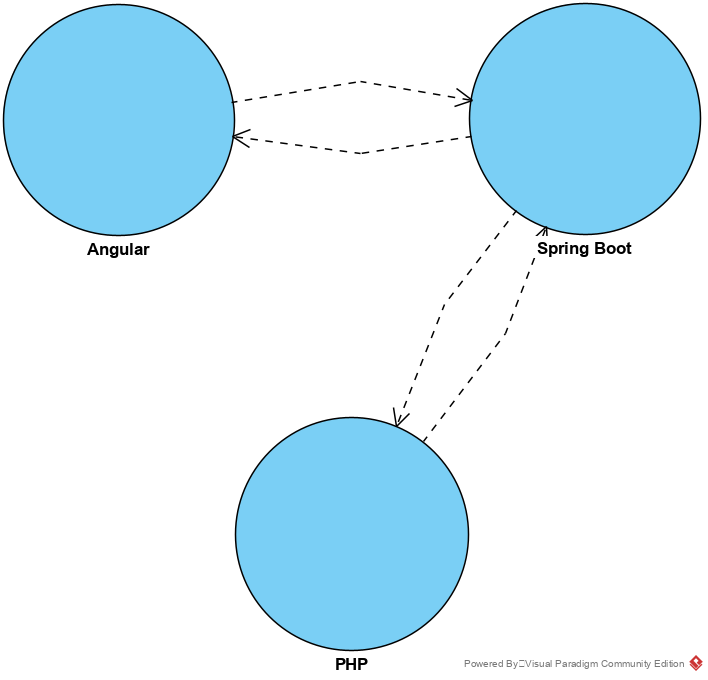 Angular
Spring Boot
PHP
Powered By Visual Paradigm Community Edition